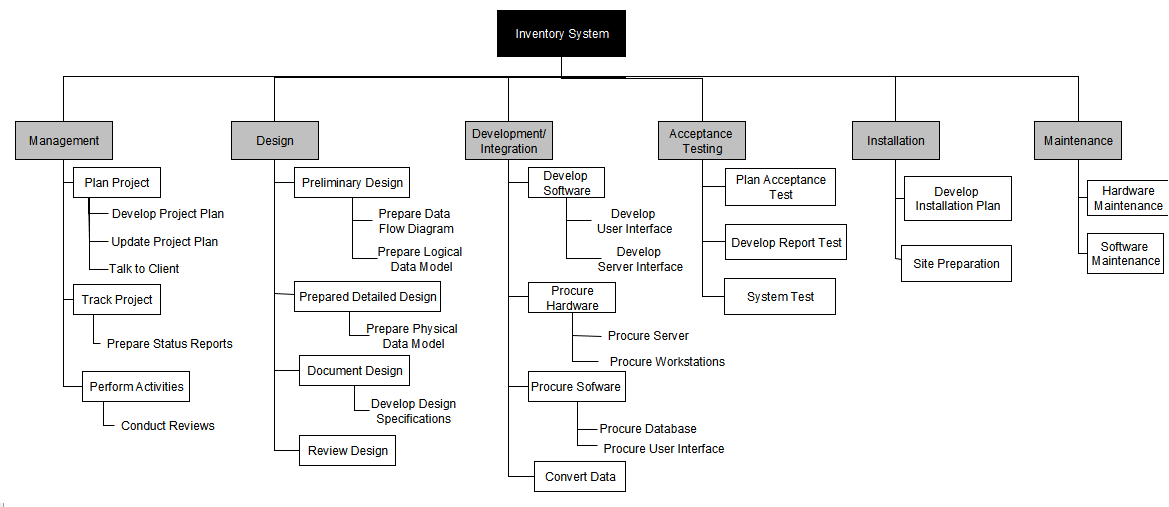 Inventory System
Management
Plan Project
Develop Project Plan
Update Project Plan
Talk to Client
Track Project
Prepare Status Reports
Perform Activities
Conduct Reviews
Design
Preliminary Design
Prepare Data
Flow Diagram
Prepare Logical
Data Model
Prepared Detailed Design
Prepare Physical
Data Model
Document Design
Develop Design
Specifications
Review Design
Development/
Integration
Develop
Software
Develop
User Interface
Develop
Server Interface
Procure
Hardware
Procure Server
Procure Workstations
Procure Sofware
Procure Database
Procure User Interface
Convert Data
Acceptance
Testing
Plan Acceptance
Test
Develop Report Test
System Test
Installation
Develop
Installation Plan
Site Preparation
Maintenance
Hardware
Maintenance
Software
Maintenance